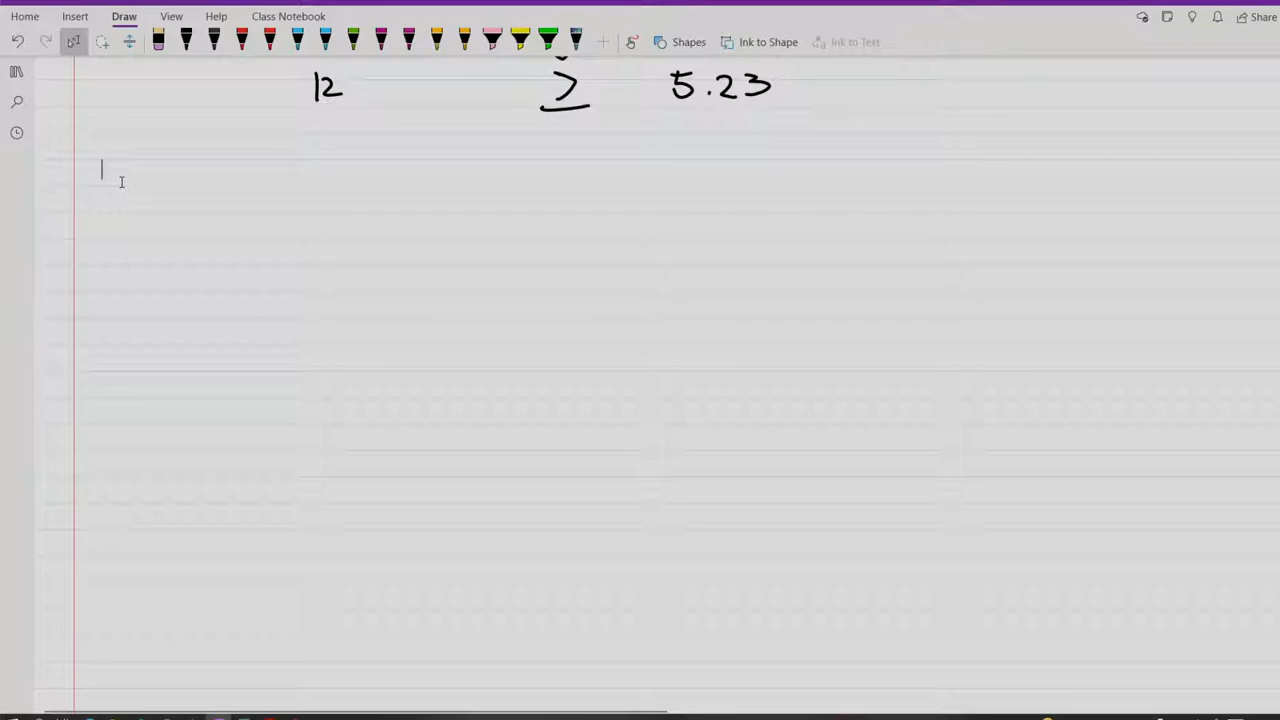 Home Insert Draw View Help Class Notebook
Share
Shapes Ink to Shape Ink to Text
12 > 5.23